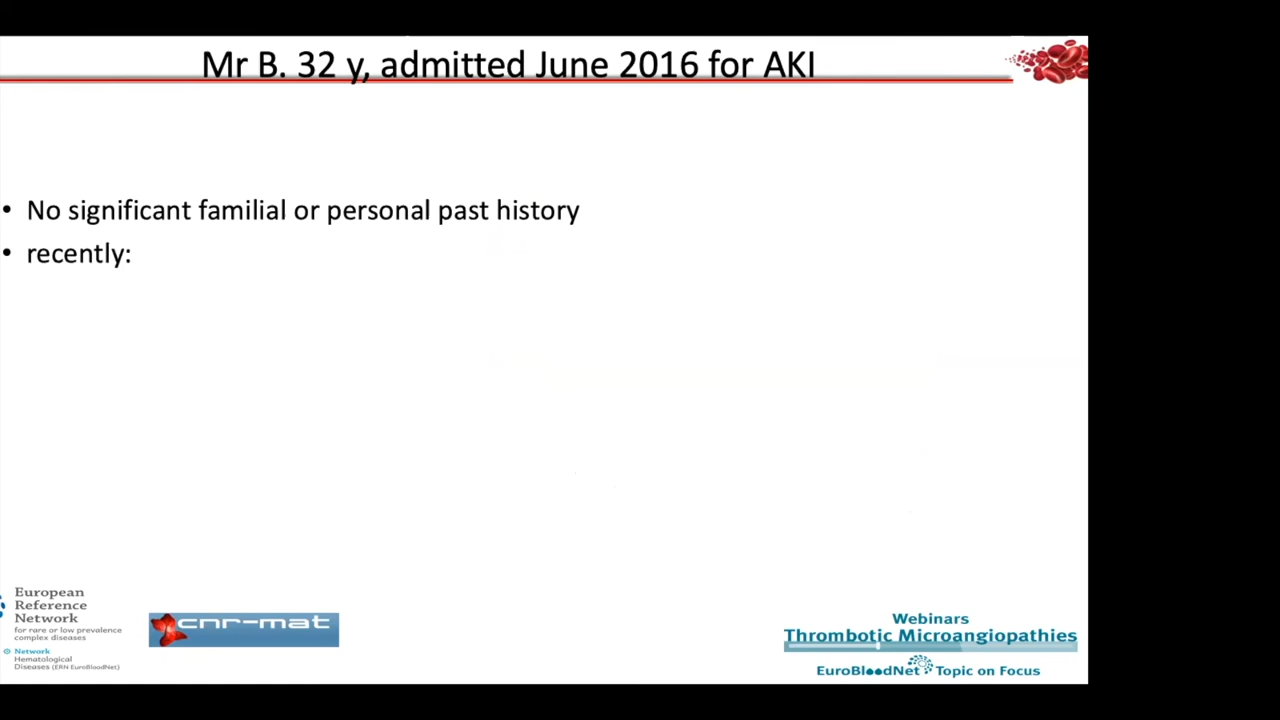 Mr B. 32 y, admitted June 2016 for AKI
• No significant familial or personal past history
• recently:
European
Reference
Network
for rare or low prevalence
complex diseases
Network
Hematological
Diseases (ERN EuroBloodNet)
cnr-mat
Webinars
Thrombotic Microangiopathies
EuroBloodNet Topic on Focus